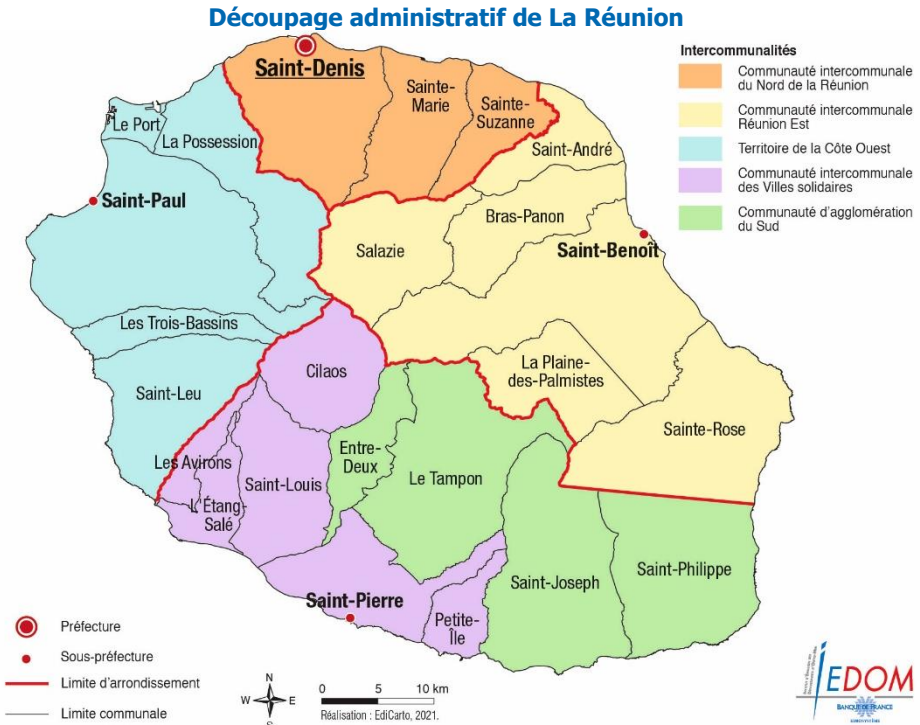 Découpage administratif de La Réunion
Intercommunalités
Communauté intercommunale
du Nord de la Réunion
Communauté intercommunale
Réunion Est
Territoire de la Côte Ouest
Communauté intercommunale
des Villes solidaires
Communauté d'agglomération
du Sud
Saint-Denis
Sainte-
Marie
Sainte-
Suzanne
Le Port
La Possession
Saint-André
Saint-Paul
Bras-Panon
Salazie
Saint-Benoît
Les Trois-Bassins
Cilaos
La Plaine-
des-Palmistes
Saint-Leu
Sainte-Rose
Entre-
Deux
Les Avirons
Saint-Louis
Le Tampon
L'Étang-
Salé
Saint-Joseph
Saint-Philippe
Saint-Pierre
Petite-
Île
Préfecture
Sous-préfecture
Limite d'arrondissement
Limite communale
N
W
E
S
0 5 10 km
Réalisation : EdiCarto, 2021.
IEDOM
BANQUE DE FRANCE
EUROSYSTÈME